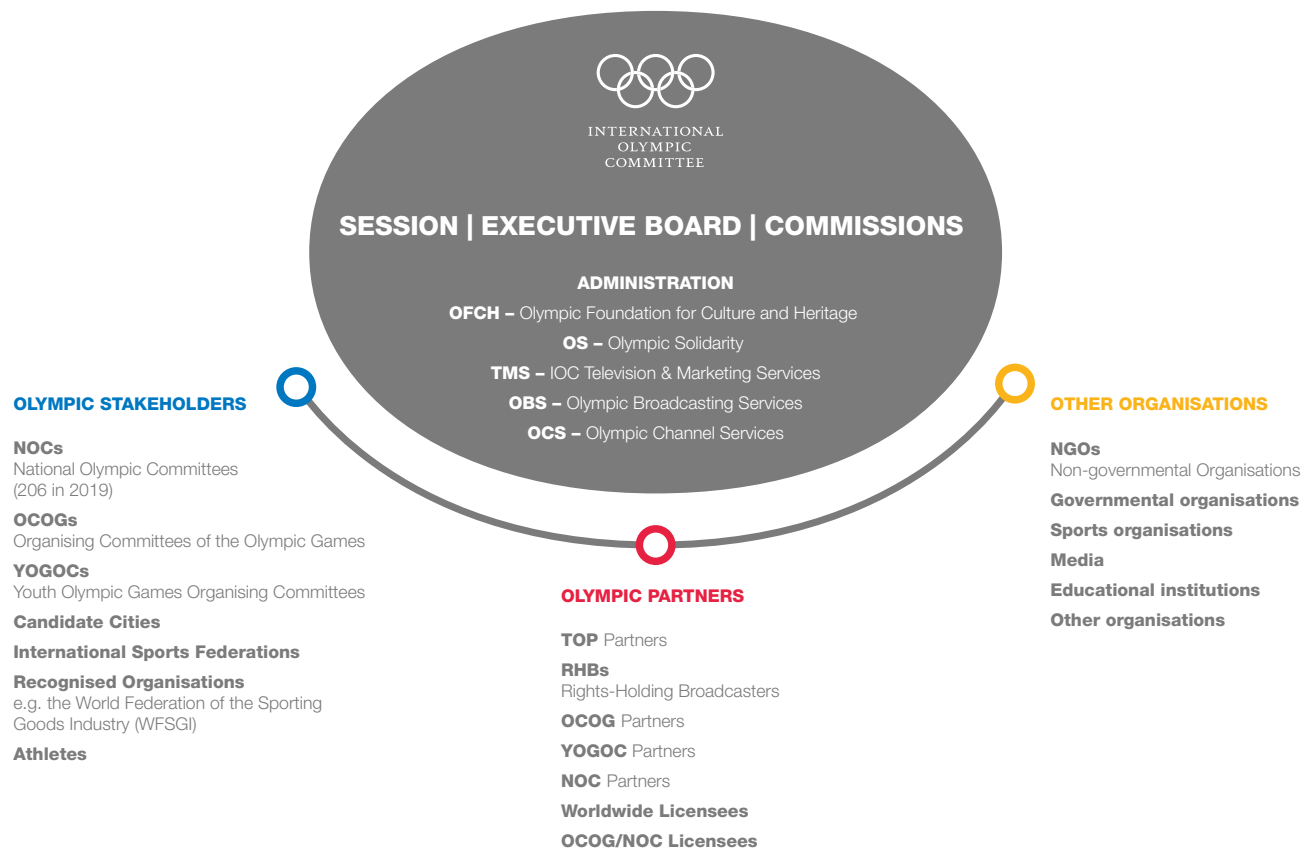 INTERNATIONAL
OLYMPIC
COMMITTEE
SESSION | EXECUTIVE BOARD | COMMISSIONS
ADMINISTRATION
OFCH – Olympic Foundation for Culture and Heritage
OS – Olympic Solidarity
TMS – IOC Television & Marketing Services
OBS – Olympic Broadcasting Services
OCS – Olympic Channel Services
OLYMPIC STAKEHOLDERS
NOCs
National Olympic Committees
(206 in 2019)
OCOGs
Organising Committees of the Olympic Games
YOGOCs
Youth Olympic Games Organising Committees
Candidate Cities
International Sports Federations
Recognised Organisations
e.g. the World Federation of the Sporting
Goods Industry (WFSGI)
Athletes
OLYMPIC PARTNERS
TOP Partners
RHBs
Rights-Holding Broadcasters
OCOG Partners
YOGOC Partners
NOC Partners
Worldwide Licensees
OCOG/NOC Licensees
OTHER ORGANISATIONS
NGOs
Non-governmental Organisations
Governmental organisations
Sports organisations
Media
Educational institutions
Other organisations